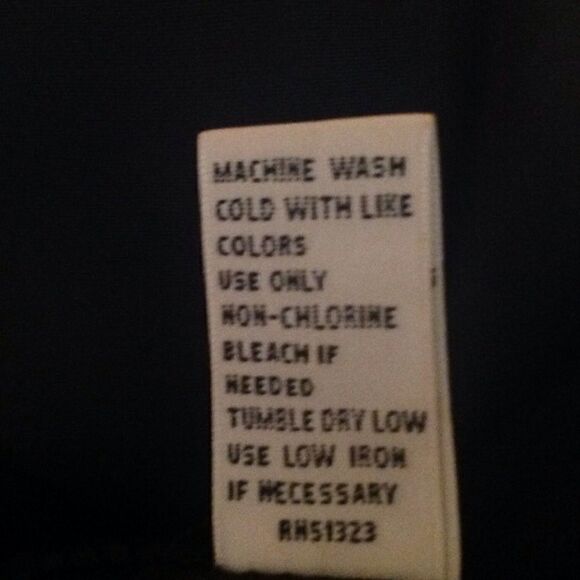 MACHINE WASH
COLD WITH LIKE
COLORS
USE ONLY
NON-CHLORINE
BLEACH IF
NEEDED
TUMBLE DRY LOW
USE LOW IRON
IF NECESSARY
RN51323